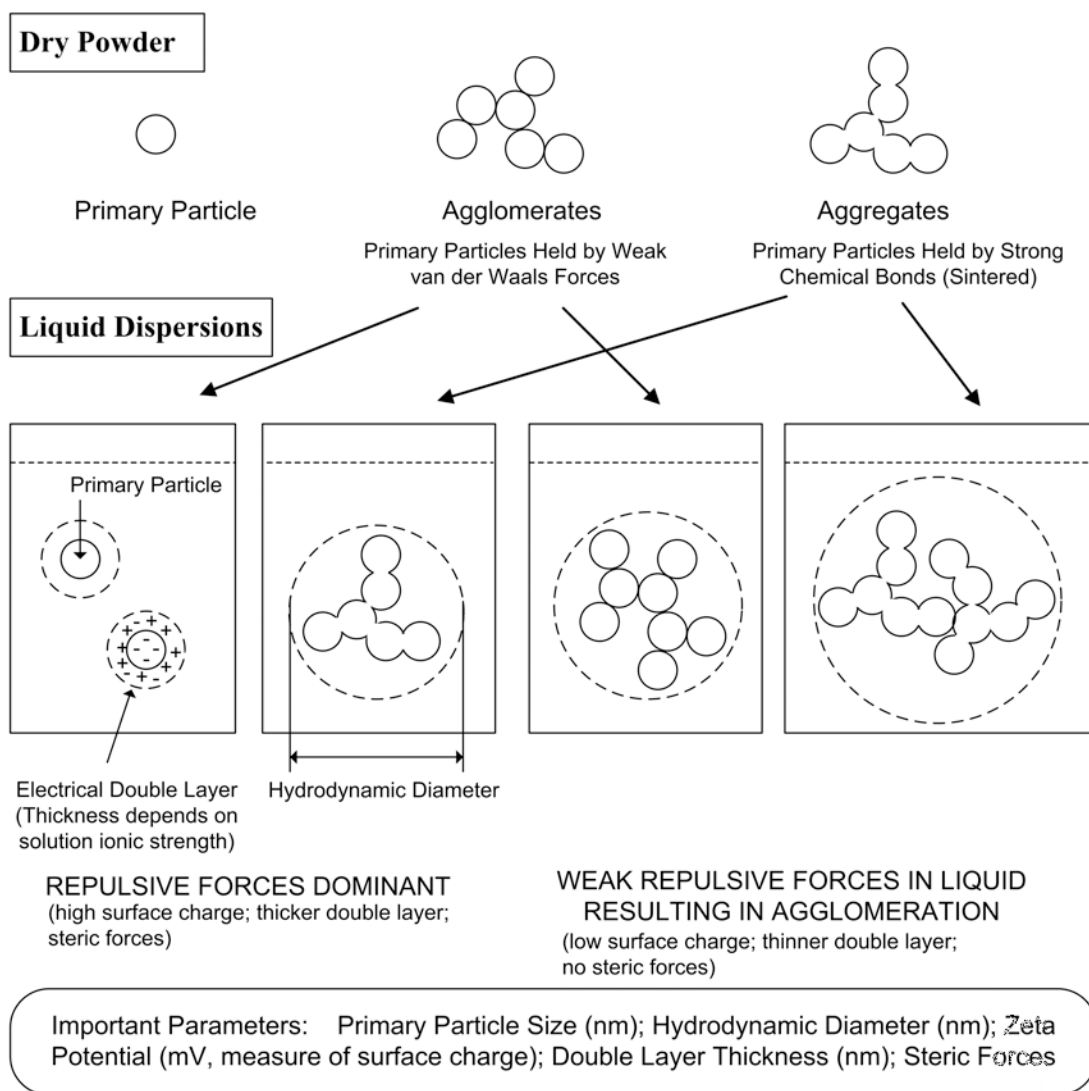 Dry Powder
Primary Particle
Agglomerates
Primary Particles Held by Weak
van der Waals Forces
Aggregates
Primary Particles Held by Strong
Chemical Bonds (Sintered)
Liquid Dispersions
Primary Particle
Electrical Double Layer
(Thickness depends on
solution ionic strength)
Hydrodynamic Diameter
REPULSIVE FORCES DOMINANT
(high surface charge; thicker double layer;
steric forces)
WEAK REPULSIVE FORCES IN LIQUID
RESULTING IN AGGLOMERATION
(low surface charge; thinner double layer;
no steric forces)
Important Parameters: Primary Particle Size (nm); Hydrodynamic Diameter (nm); Zeta
Potential (mV, measure of surface charge); Double Layer Thickness (nm); Steric Forces